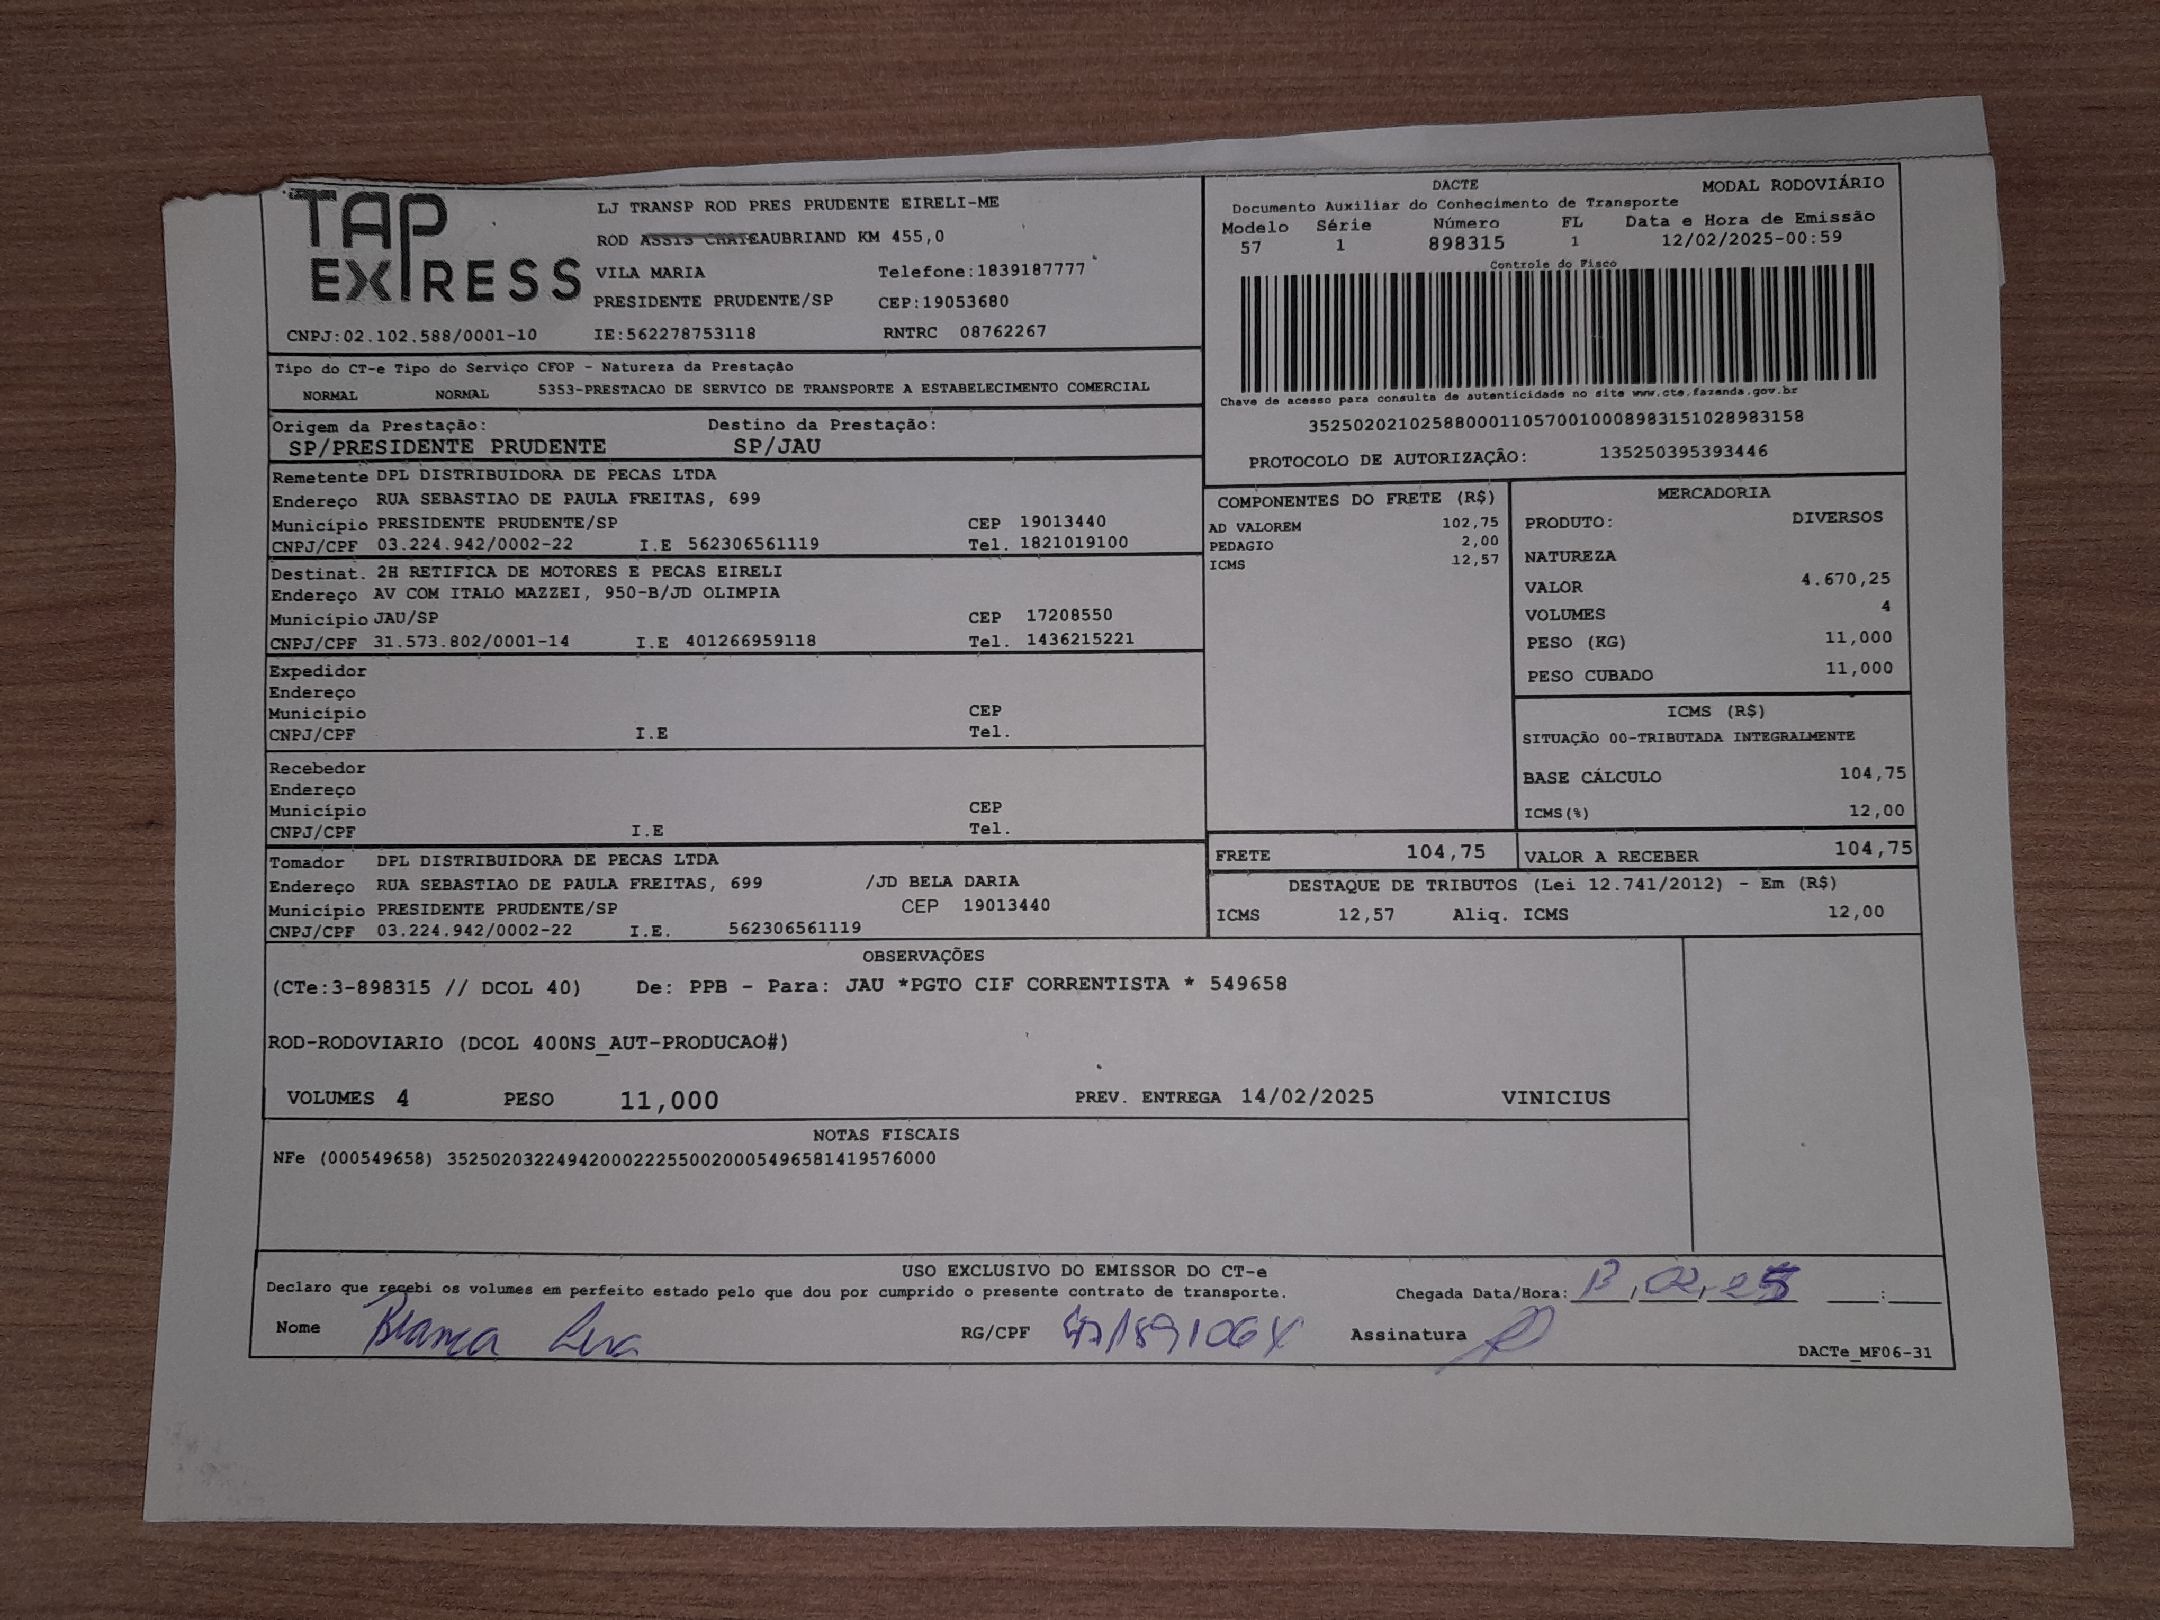 TAP EXPRESS
LJ TRANSP ROD PRES PRUDENTE EIRELI-ME
ROD ASSIS CHATEAUBRIAND KM 455,0
VILA MARIA Telefone:1839187777
PRESIDENTE PRUDENTE/SP CEP:19053680
CNPJ:02.102.588/0001-10 IE:562278753118 RNTRC 08762267
DACTE MODAL RODOVIÁRIO
Documento Auxiliar do Conhecimento de Transporte
Modelo Série Número FL Data e Hora de Emissão
57 1 898315 1 12/02/2025-00:59
Controle do Fisco
Chave de acesso para consulta de autenticidade no site www.cte.fazenda.gov.br
35250202102588000110570010008983151028983158
PROTOCOLO DE AUTORIZAÇÃO: 135250395393446
Tipo do CT-e Tipo do Serviço CFOP - Natureza da Prestação
NORMAL NORMAL 5353-PRESTACAO DE SERVICO DE TRANSPORTE A ESTABELECIMENTO COMERCIAL
Origem da Prestação: Destino da Prestação:
SP/PRESIDENTE PRUDENTE SP/JAU
Remetente DPL DISTRIBUIDORA DE PECAS LTDA
Endereço RUA SEBASTIAO DE PAULA FREITAS, 699
Município PRESIDENTE PRUDENTE/SP CEP 19013440
CNPJ/CPF 03.224.942/0002-22 I.E 562306561119 Tel. 1821019100
Destinat. 2H RETIFICA DE MOTORES E PECAS EIRELI
Endereço AV COM ITALO MAZZEI, 950-B/JD OLIMPIA
Município JAU/SP CEP 17208550
CNPJ/CPF 31.573.802/0001-14 I.E 401266959118 Tel. 1436215221
Expedidor
Endereço
Município CEP
CNPJ/CPF I.E Tel.
Recebedor
Endereço
Município CEP
CNPJ/CPF I.E Tel.
Tomador DPL DISTRIBUIDORA DE PECAS LTDA
Endereço RUA SEBASTIAO DE PAULA FREITAS, 699 /JD BELA DARIA
Município PRESIDENTE PRUDENTE/SP CEP 19013440
CNPJ/CPF 03.224.942/0002-22 I.E. 562306561119
COMPONENTES DO FRETE (R$)
AD VALOREM 102,75
PEDAGIO 2,00
ICMS 12,57
MERCADORIA
PRODUTO: DIVERSOS
NATUREZA
VALOR 4.670,25
VOLUMES 4
PESO (KG) 11,000
PESO CUBADO 11,000
ICMS (R$)
SITUAÇÃO 00-TRIBUTADA INTEGRALMENTE
BASE CÁLCULO 104,75
ICMS(%) 12,00
FRETE 104,75 VALOR A RECEBER 104,75
DESTAQUE DE TRIBUTOS (Lei 12.741/2012) - Em (R$)
ICMS 12,57 Aliq. ICMS 12,00
OBSERVAÇÕES
(CTe:3-898315 // DCOL 40) De: PPB - Para: JAU *PGTO CIF CORRENTISTA * 549658
ROD-RODOVIARIO (DCOL 400NS_AUT-PRODUCAO#)
VOLUMES 4 PESO 11,000 PREV. ENTREGA 14/02/2025 VINICIUS
NOTAS FISCAIS
NFe (000549658) 35250203224942000222550020005496581419576000
USO EXCLUSIVO DO EMISSOR DO CT-e
Declaro que recebi os volumes em perfeito estado pelo que dou por cumprido o presente contrato de transporte. Chegada Data/Hora: 13,02,25 :
Nome Bianca RG/CPF Assinatura
DACTe_MF06-31